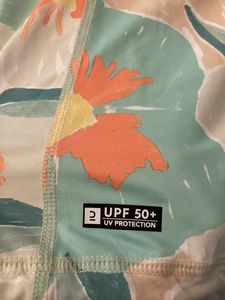 UPF 50+
UV PROTECTION